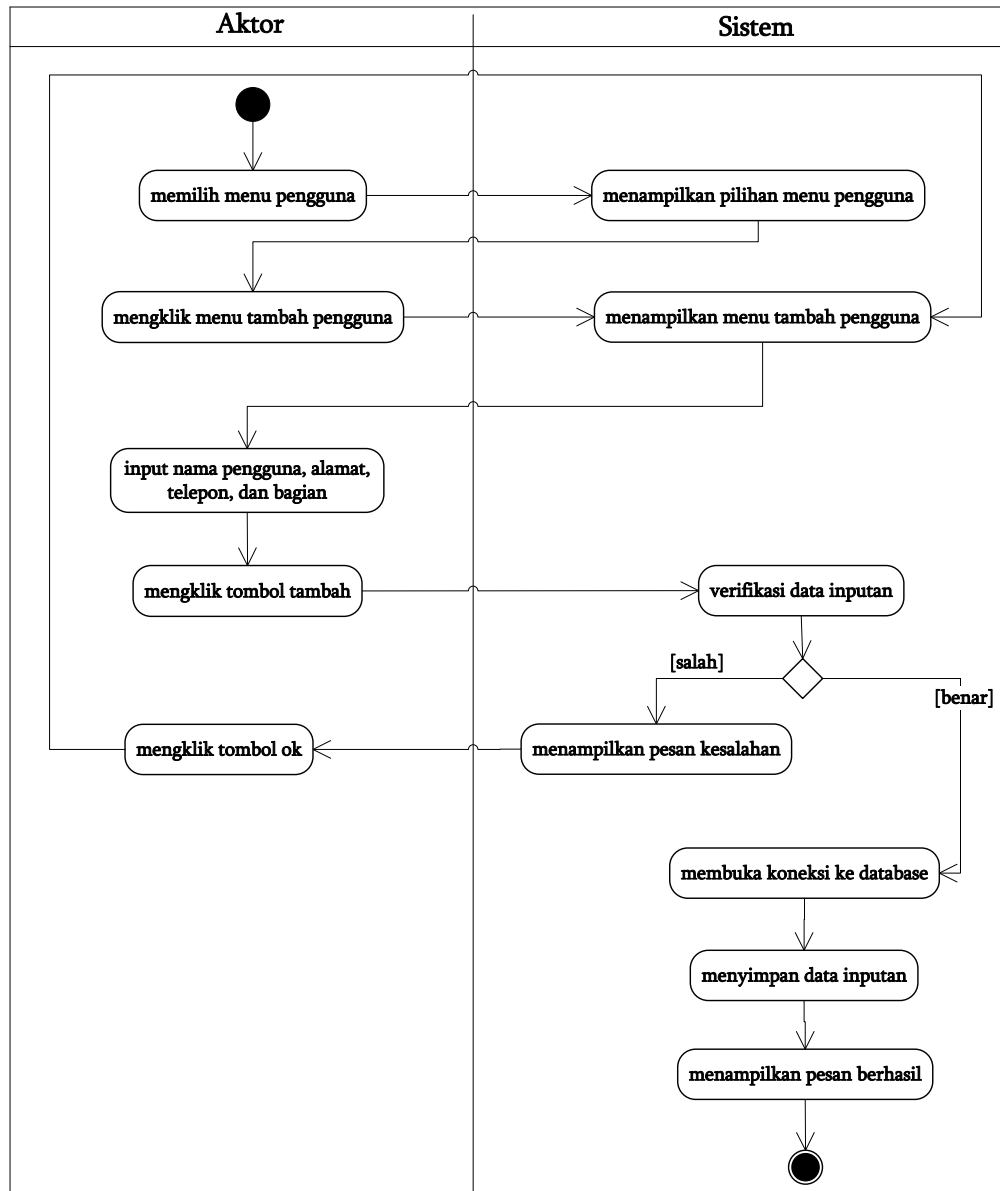 Aktor
Sistem
memilih menu pengguna
menampilkan pilihan menu pengguna
mengklik menu tambah pengguna
menampilkan menu tambah pengguna
input nama pengguna, alamat,
telepon, dan bagian
mengklik tombol tambah
verifikasi data inputan
[salah]
[benar]
mengklik tombol ok
menampilkan pesan kesalahan
membuka koneksi ke database
menyimpan data inputan
menampilkan pesan berhasil